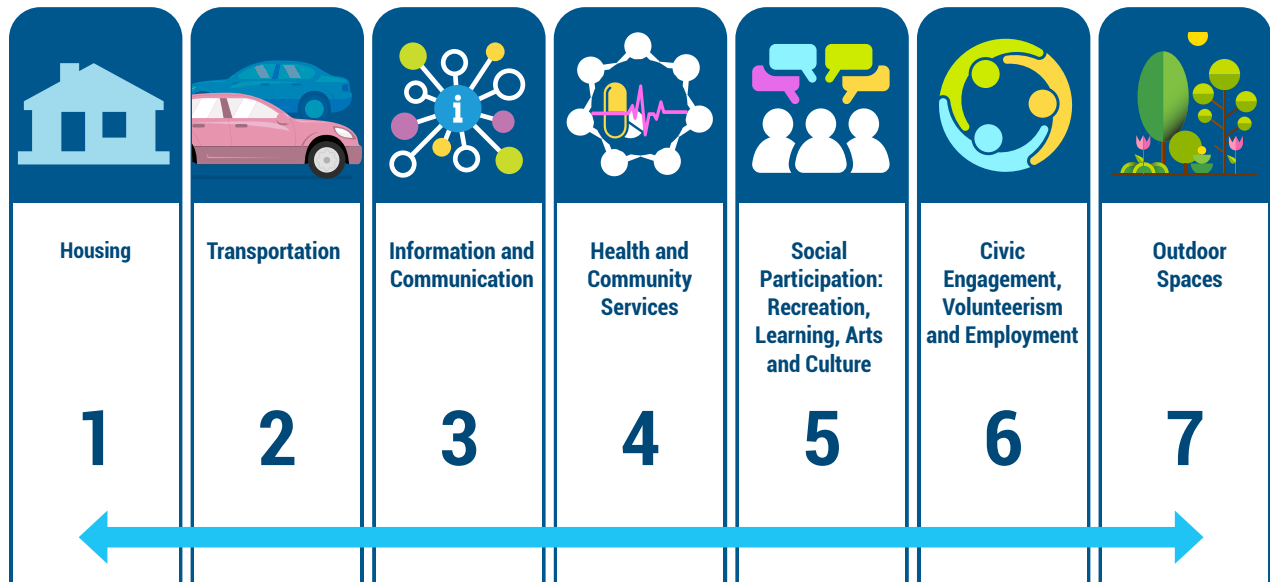 Housing
1
Transportation
2
Information and
Communication
3
Health and
Community
Services
4
Social
Participation:
Recreation,
Learning, Arts
and Culture
5
Civic
Engagement,
Volunteerism
and Employment
6
Outdoor
Spaces
7
i